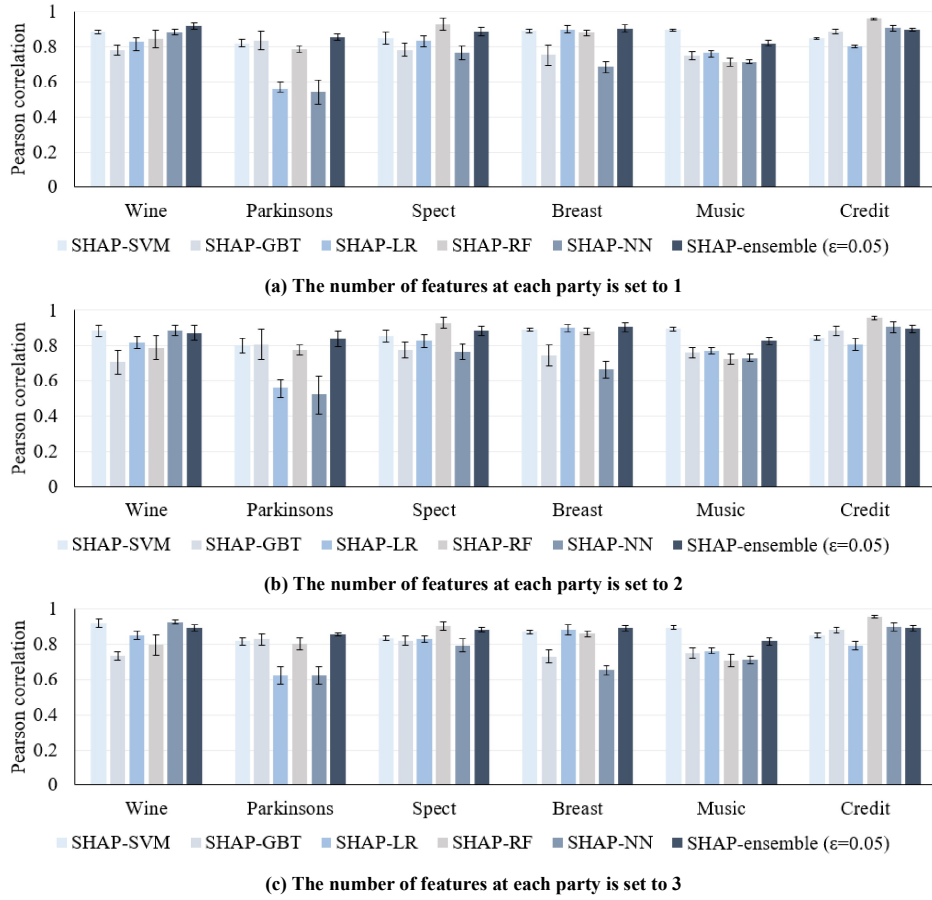 Pearson correlation
1
0.8
0.6
0.4
0.2
0
Wine Parkinsons Spect Breast Music Credit
SHAP-SVM SHAP-GBT SHAP-LR SHAP-RF SHAP-NN SHAP-ensemble (ε=0.05)
(a) The number of features at each party is set to 1
Pearson correlation
1
0.8
0.6
0.4
0.2
0
Wine Parkinsons Spect Breast Music Credit
SHAP-SVM SHAP-GBT SHAP-LR SHAP-RF SHAP-NN SHAP-ensemble (ε=0.05)
(b) The number of features at each party is set to 2
Pearson correlation
1
0.8
0.6
0.4
0.2
0
Wine Parkinsons Spect Breast Music Credit
SHAP-SVM SHAP-GBT SHAP-LR SHAP-RF SHAP-NN SHAP-ensemble (ε=0.05)
(c) The number of features at each party is set to 3